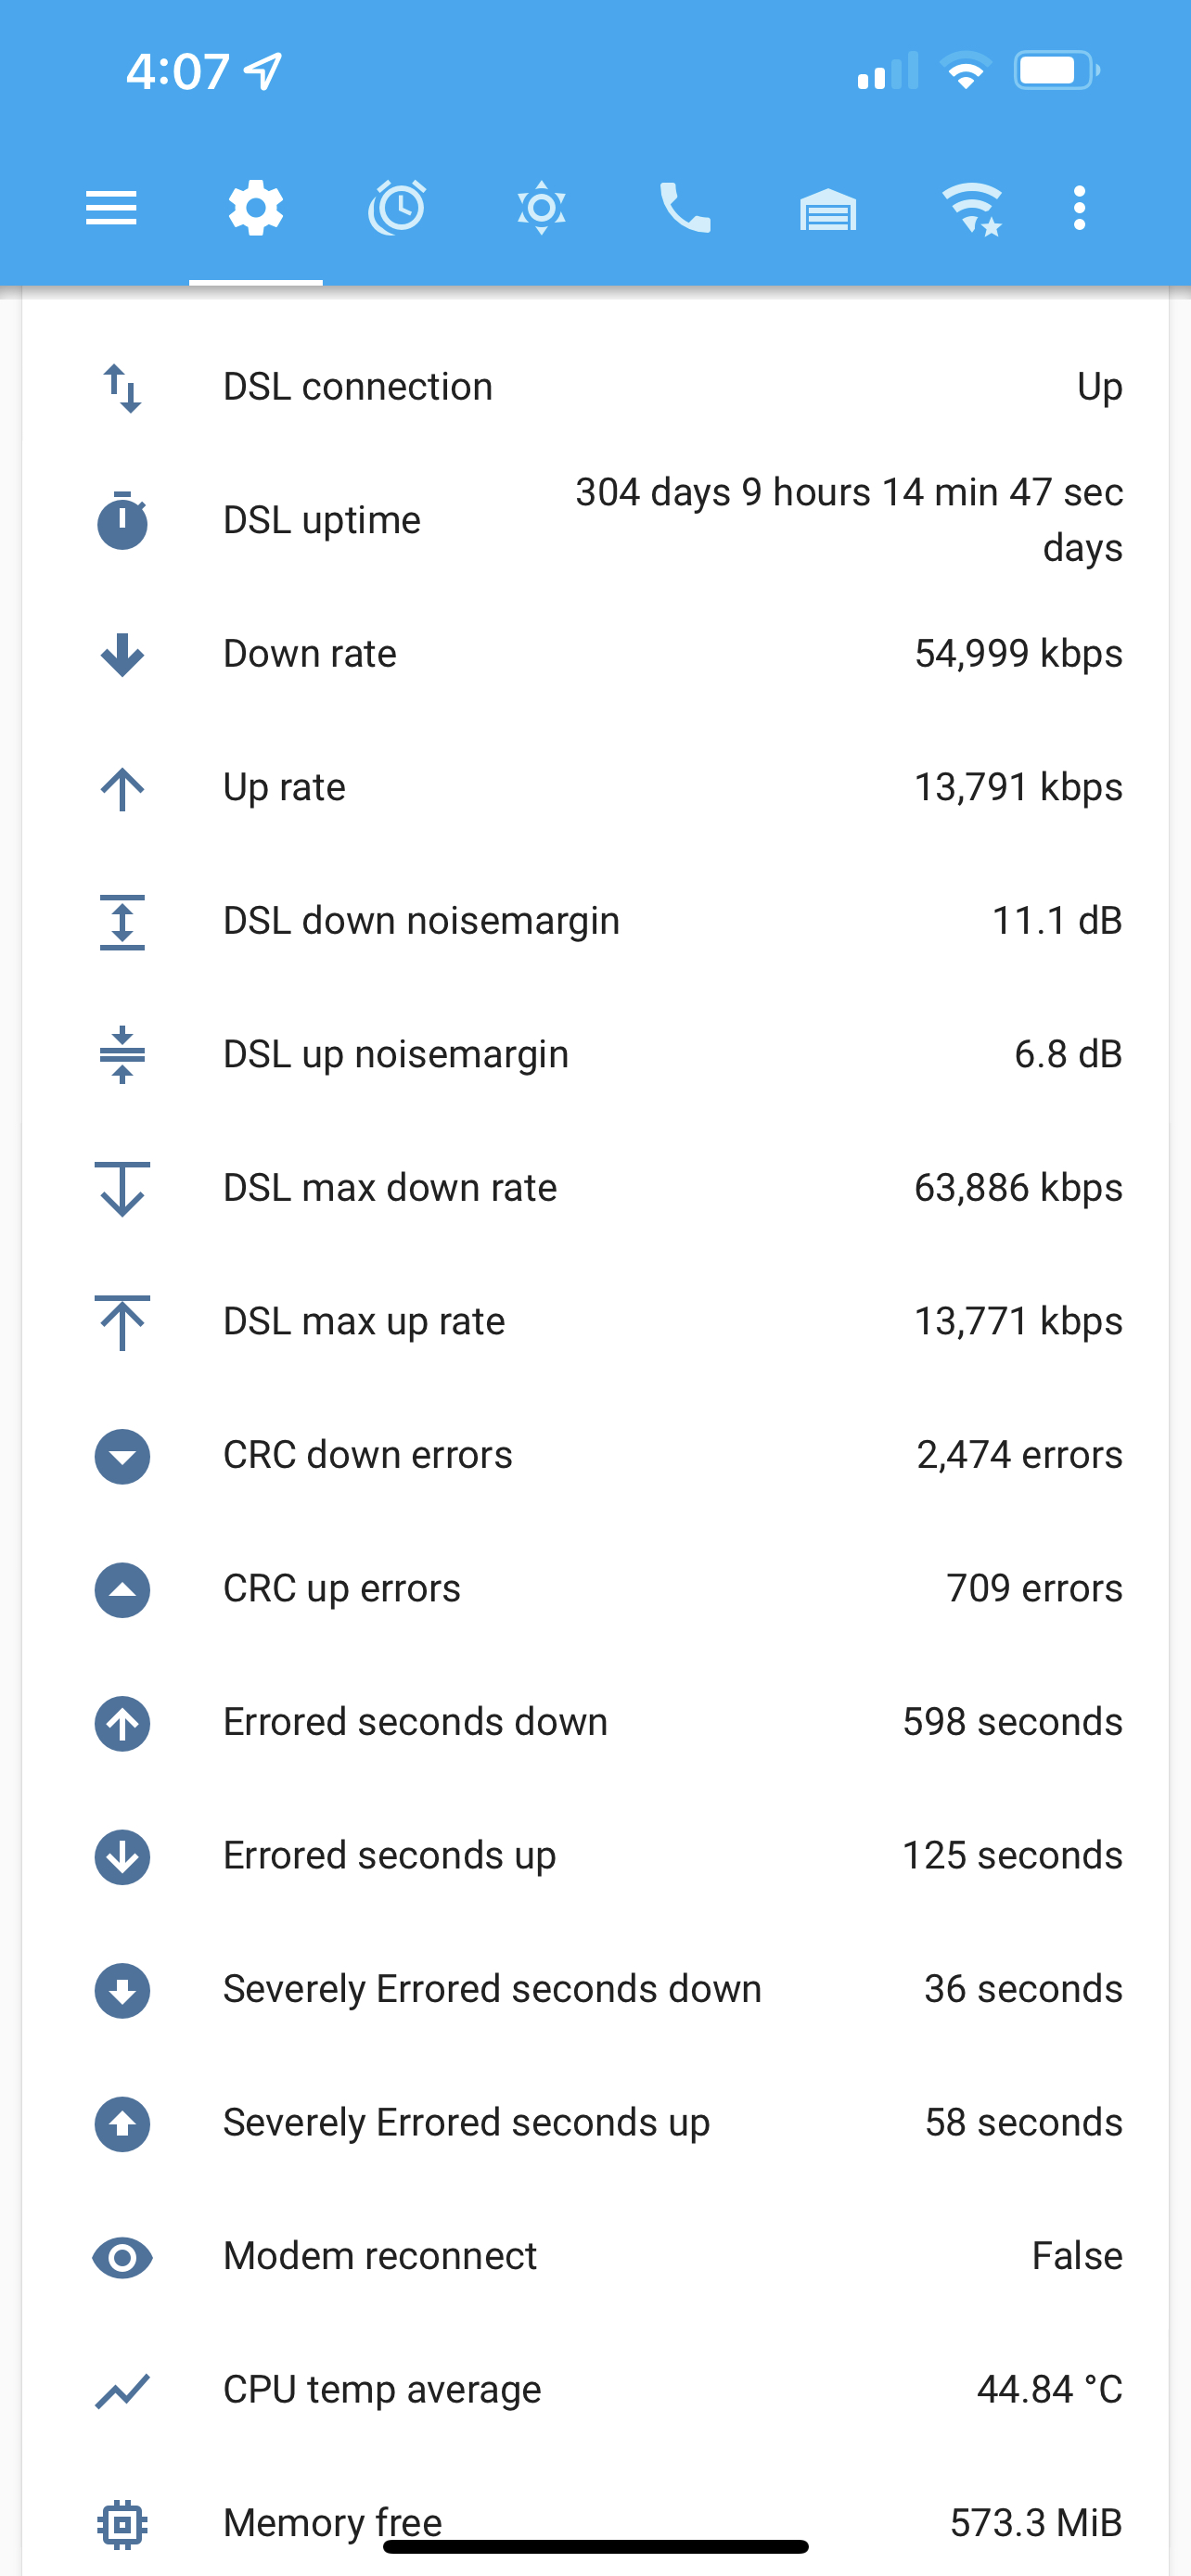 4:07
DSL connection Up
DSL uptime 304 days 9 hours 14 min 47 sec
days
Down rate 54,999 kbps
Up rate 13,791 kbps
DSL down noisemargin 11.1 dB
DSL up noisemargin 6.8 dB
DSL max down rate 63,886 kbps
DSL max up rate 13,771 kbps
CRC down errors 2,474 errors
CRC up errors 709 errors
Errored seconds down 598 seconds
Errored seconds up 125 seconds
Severely Errored seconds down 36 seconds
Severely Errored seconds up 58 seconds
Modem reconnect False
CPU temp average 44.84 °C
Memory free 573.3 MiB